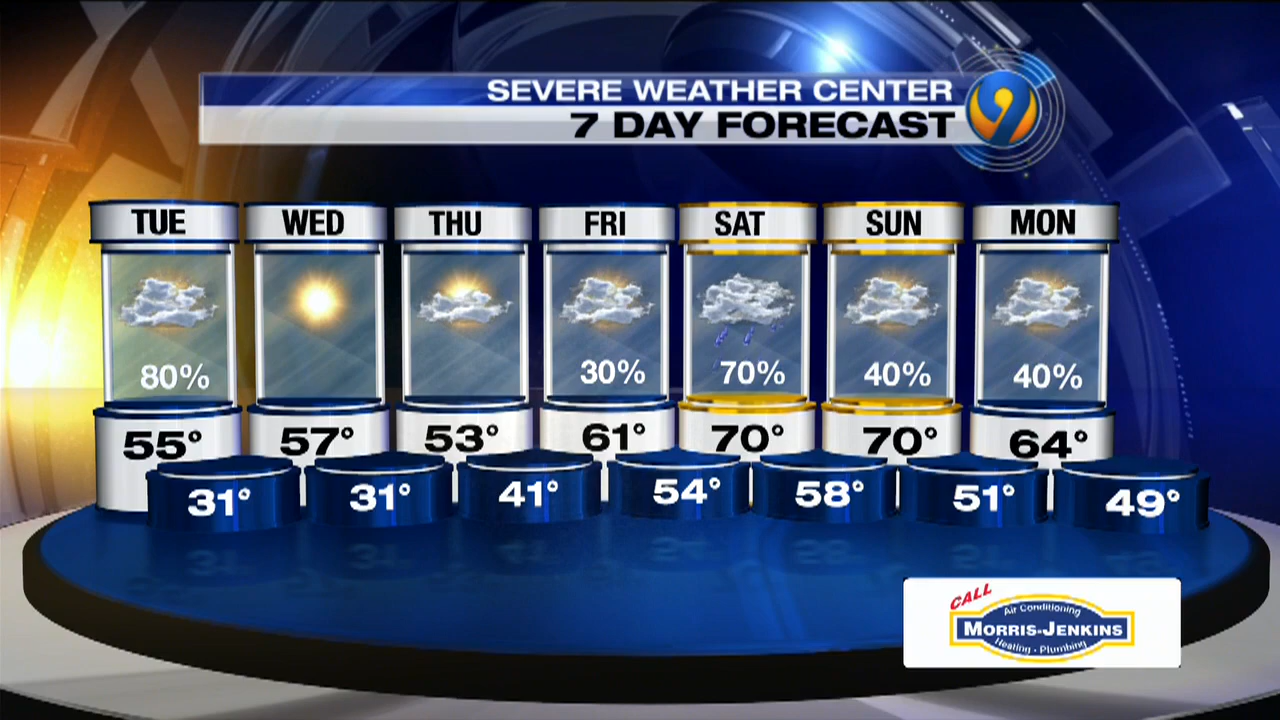 SEVERE WEATHER CENTER
7 DAY FORECAST
9
TUE WED THU FRI SAT SUN MON
80% 30% 70% 40% 40%
55° 57° 53° 61° 70° 70° 64°
31° 31° 41° 54° 58° 51° 49°
CALL
Air Conditioning
MORRIS-JENKINS
Heating - Plumbing